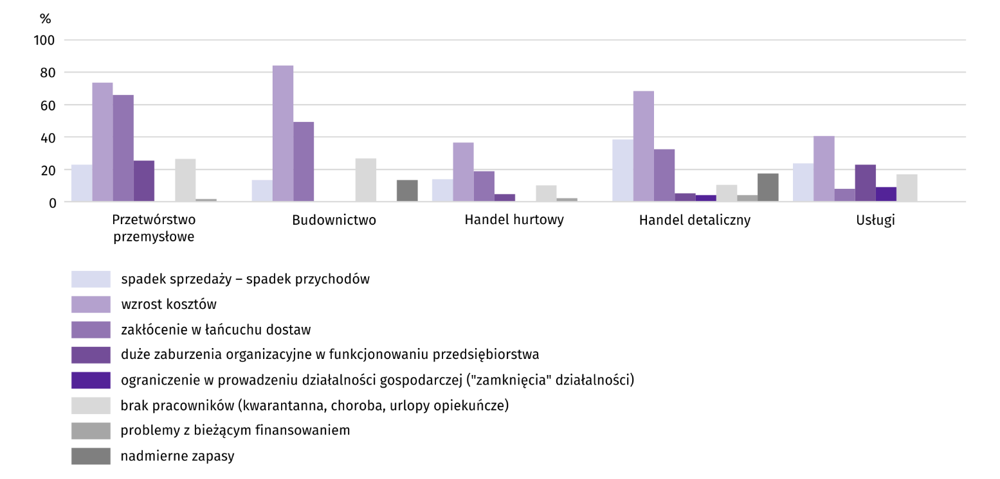 %
100
80
60
40
20
0
Przetwórstwo
przemysłowe
Budownictwo
Handel hurtowy
Handel detaliczny
Usługi
spadek sprzedaży – spadek przychodów
wzrost kosztów
zakłócenie w łańcuchu dostaw
duże zaburzenia organizacyjne w funkcjonowaniu przedsiębiorstwa
ograniczenie w prowadzeniu działalności gospodarczej ("zamknięcia" działalności)
brak pracowników (kwarantanna, choroba, urlopy opiekuńcze)
problemy z bieżącym finansowaniem
nadmierne zapasy